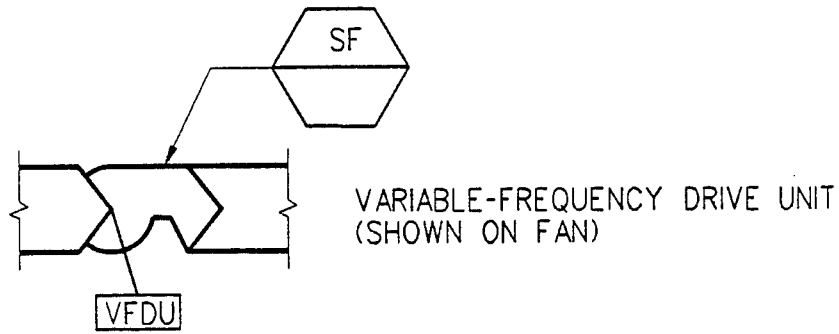 SF
VARIABLE-FREQUENCY DRIVE UNIT
(SHOWN ON FAN)
VFDU